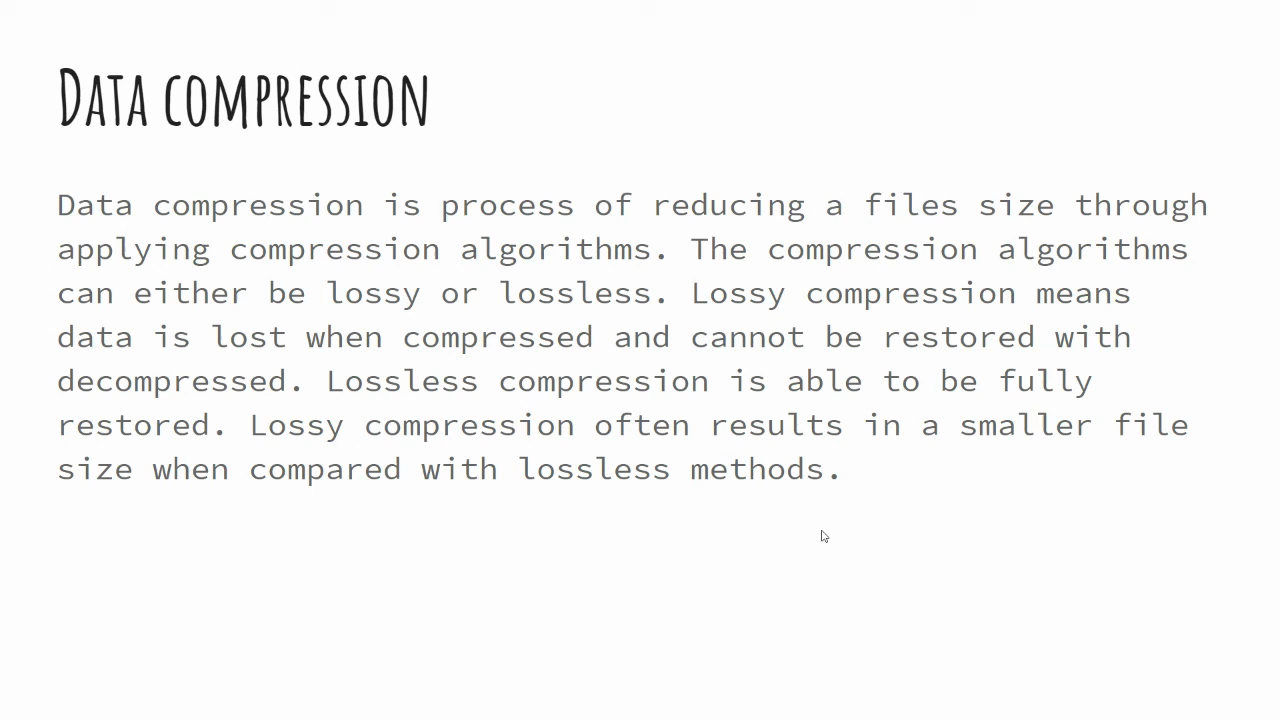 Data compression
Data compression is process of reducing a files size through
applying compression algorithms. The compression algorithms
can either be lossy or lossless. Lossy compression means
data is lost when compressed and cannot be restored with
decompressed. Lossless compression is able to be fully
restored. Lossy compression often results in a smaller file
size when compared with lossless methods.